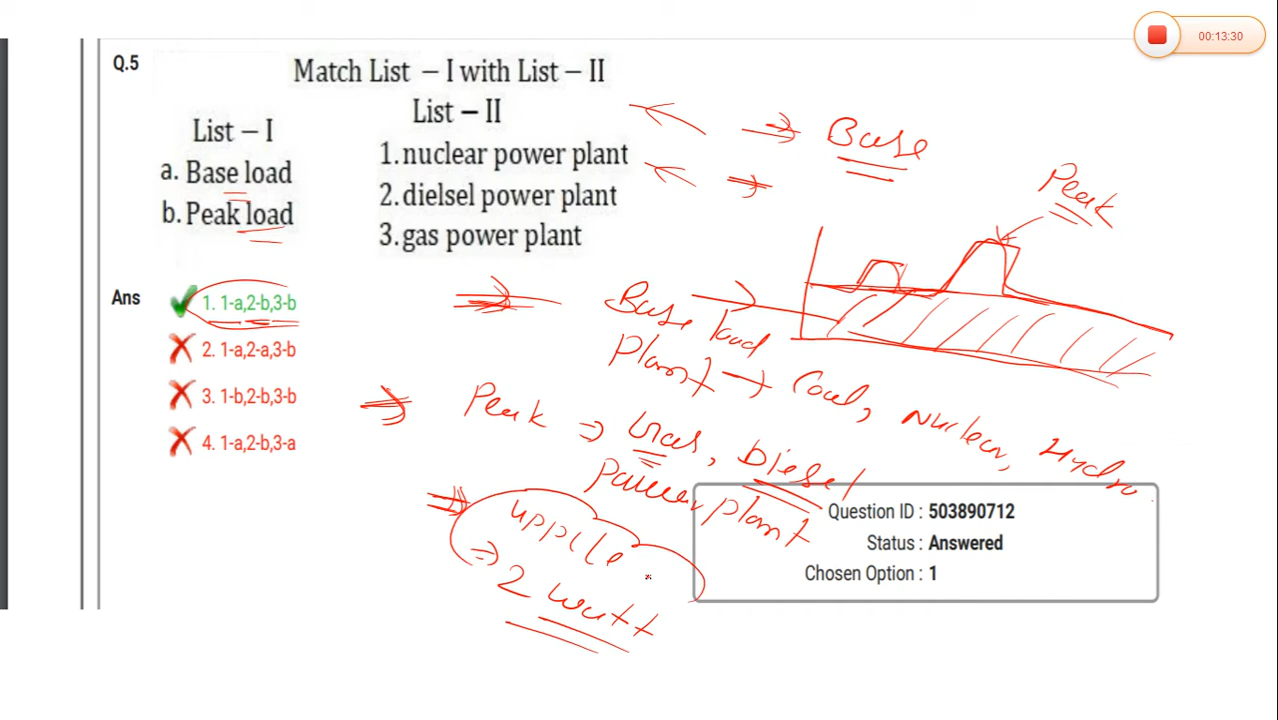 00:13:30
Q.5
Match List – I with List – II
List – I
List – II
a. Base load
b. Peak load
1. nuclear power plant
2. dielsel power plant
3. gas power plant
Base
Peak
Ans
1. 1-a,2-b,3-b
2. 1-a,2-a,3-b
3. 1-b,2-b,3-b
4. 1-a,2-b,3-a
Base load
plant → Coal, Nuclear, Hydro
Peak ⇒ Gas, Diesel
Power plant
⇒ 2 watt
Question ID : 503890712
Status : Answered
Chosen Option : 1